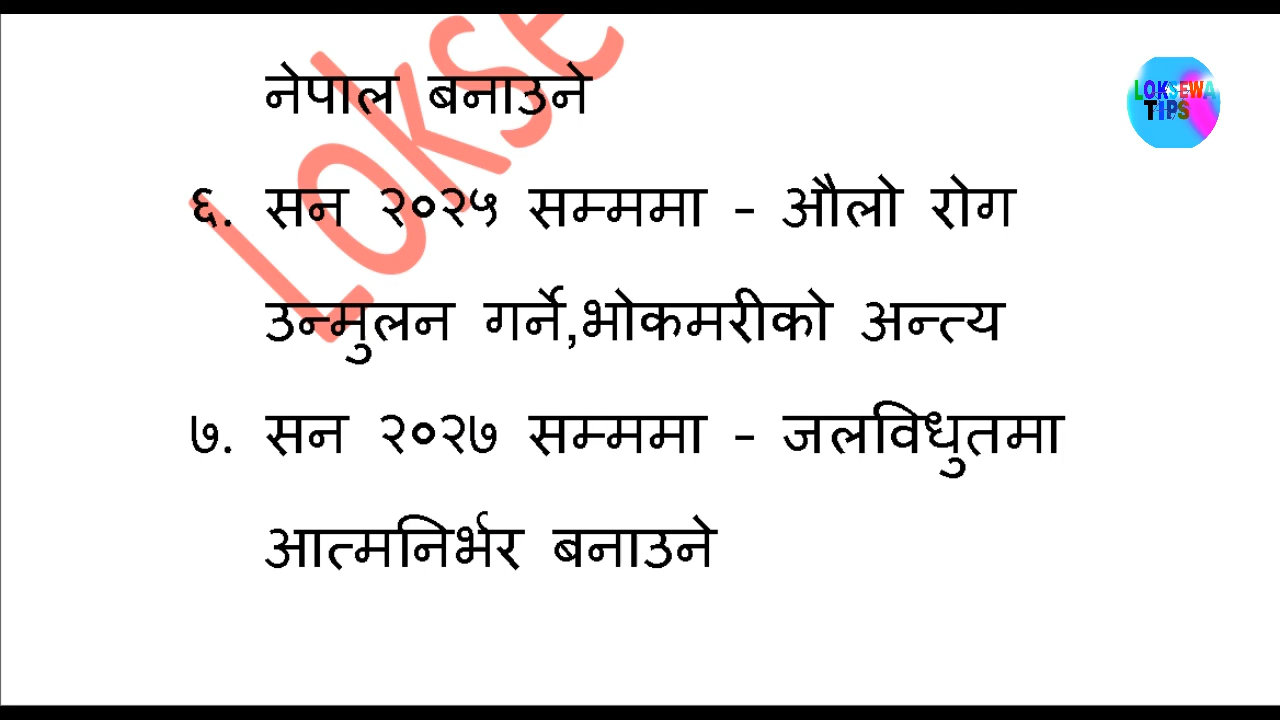 नेपाल बनाउने
LOKSEWA
TIPS
Lokse
६. सन २०२५ सम्ममा - औलो रोग
उन्मुलन गर्ने,भोकमरीको अन्त्य
७. सन २०२७ सम्ममा - जलविधुतमा
आत्मनिर्भर बनाउने